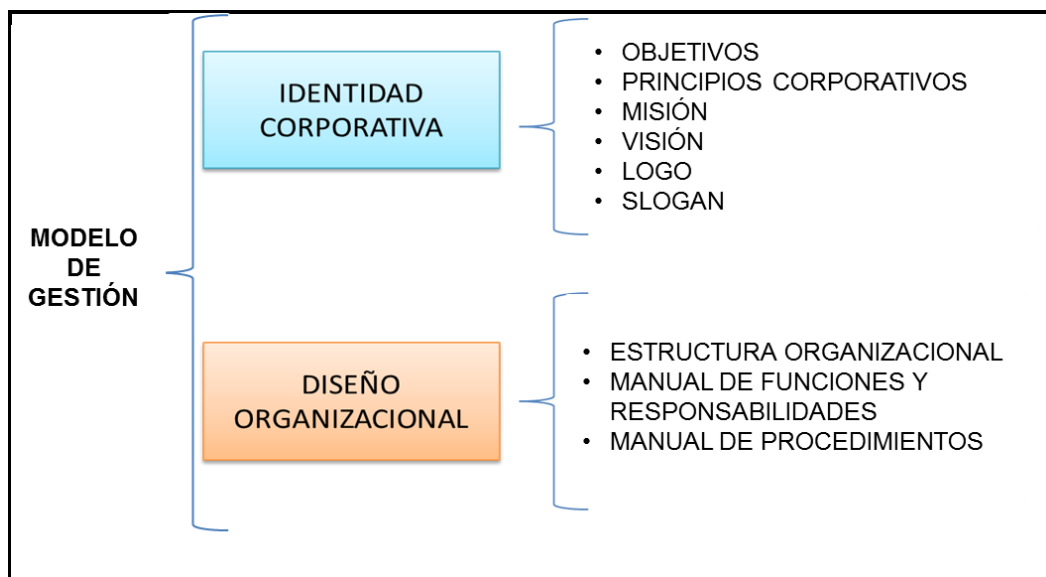 MODELO
DE
GESTIÓN
IDENTIDAD
CORPORATIVA
• OBJETIVOS
• PRINCIPIOS CORPORATIVOS
• MISIÓN
• VISIÓN
• LOGO
• SLOGAN
DISEÑO
ORGANIZACIONAL
• ESTRUCTURA ORGANIZACIONAL
• MANUAL DE FUNCIONES Y
RESPONSABILIDADES
• MANUAL DE PROCEDIMIENTOS